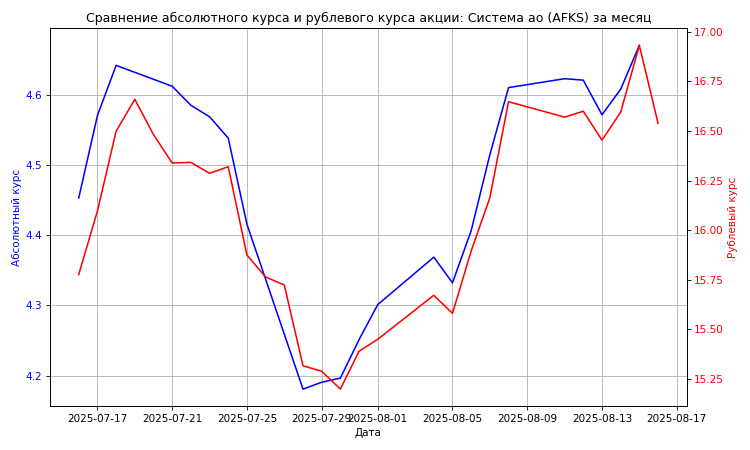 Сравнение абсолютного курса и рублевого курса акции: Система ао (AFKS) за месяц
17.00
16.75
4.6
16.50
4.5
16.25
Абсолютный курс
Рублевый курс
4.4
16.00
15.75
4.3
15.50
4.2
15.25
2025-07-17 2025-07-21 2025-07-25 2025-07-29 2025-08-01 2025-08-05 2025-08-09 2025-08-13 2025-08-17
Дата